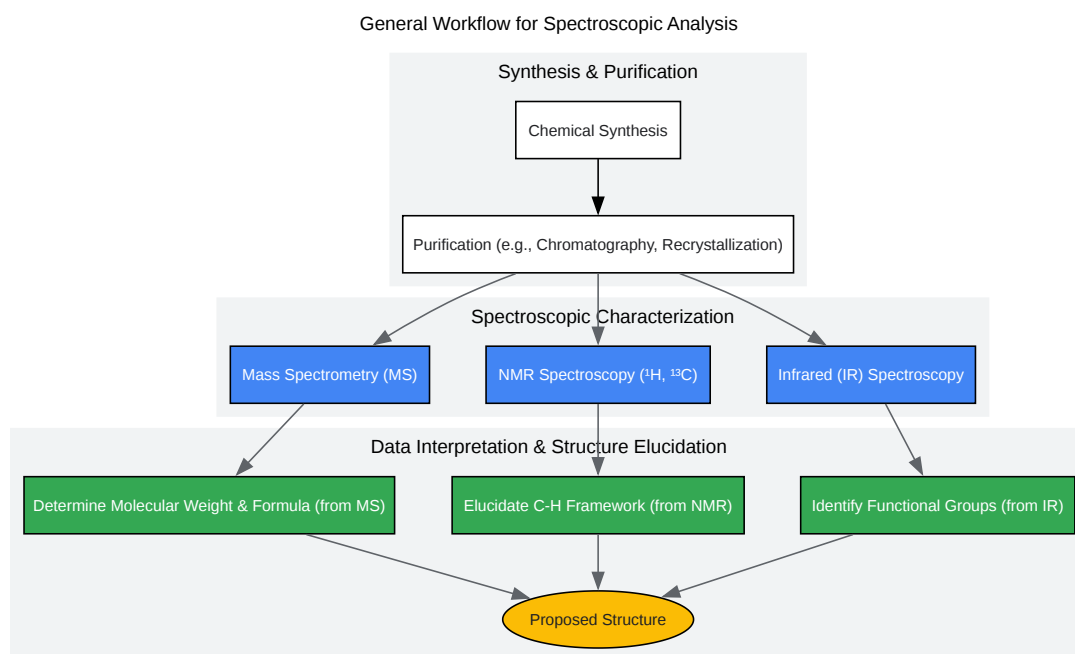 General Workflow for Spectroscopic Analysis
Synthesis & Purification
Chemical Synthesis
Purification (e.g., Chromatography, Recrystallization)
Spectroscopic Characterization
Mass Spectrometry (MS)
NMR Spectroscopy (¹H, ¹³C)
Infrared (IR) Spectroscopy
Data Interpretation & Structure Elucidation
Determine Molecular Weight & Formula (from MS)
Elucidate C-H Framework (from NMR)
Identify Functional Groups (from IR)
Proposed Structure